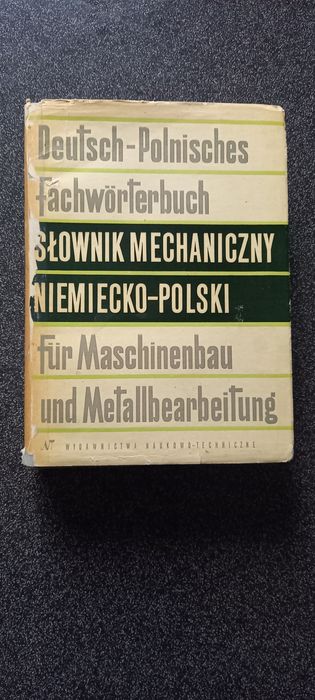 Deutsch-Polnisches
Fachwörterbuch
SŁOWNIK MECHANICZNY
NIEMIECKO-POLSKI
für Maschinenbau
und Metallbearbeitung
WYDAWNICTWA NAUKOWO-TECHNICZNE